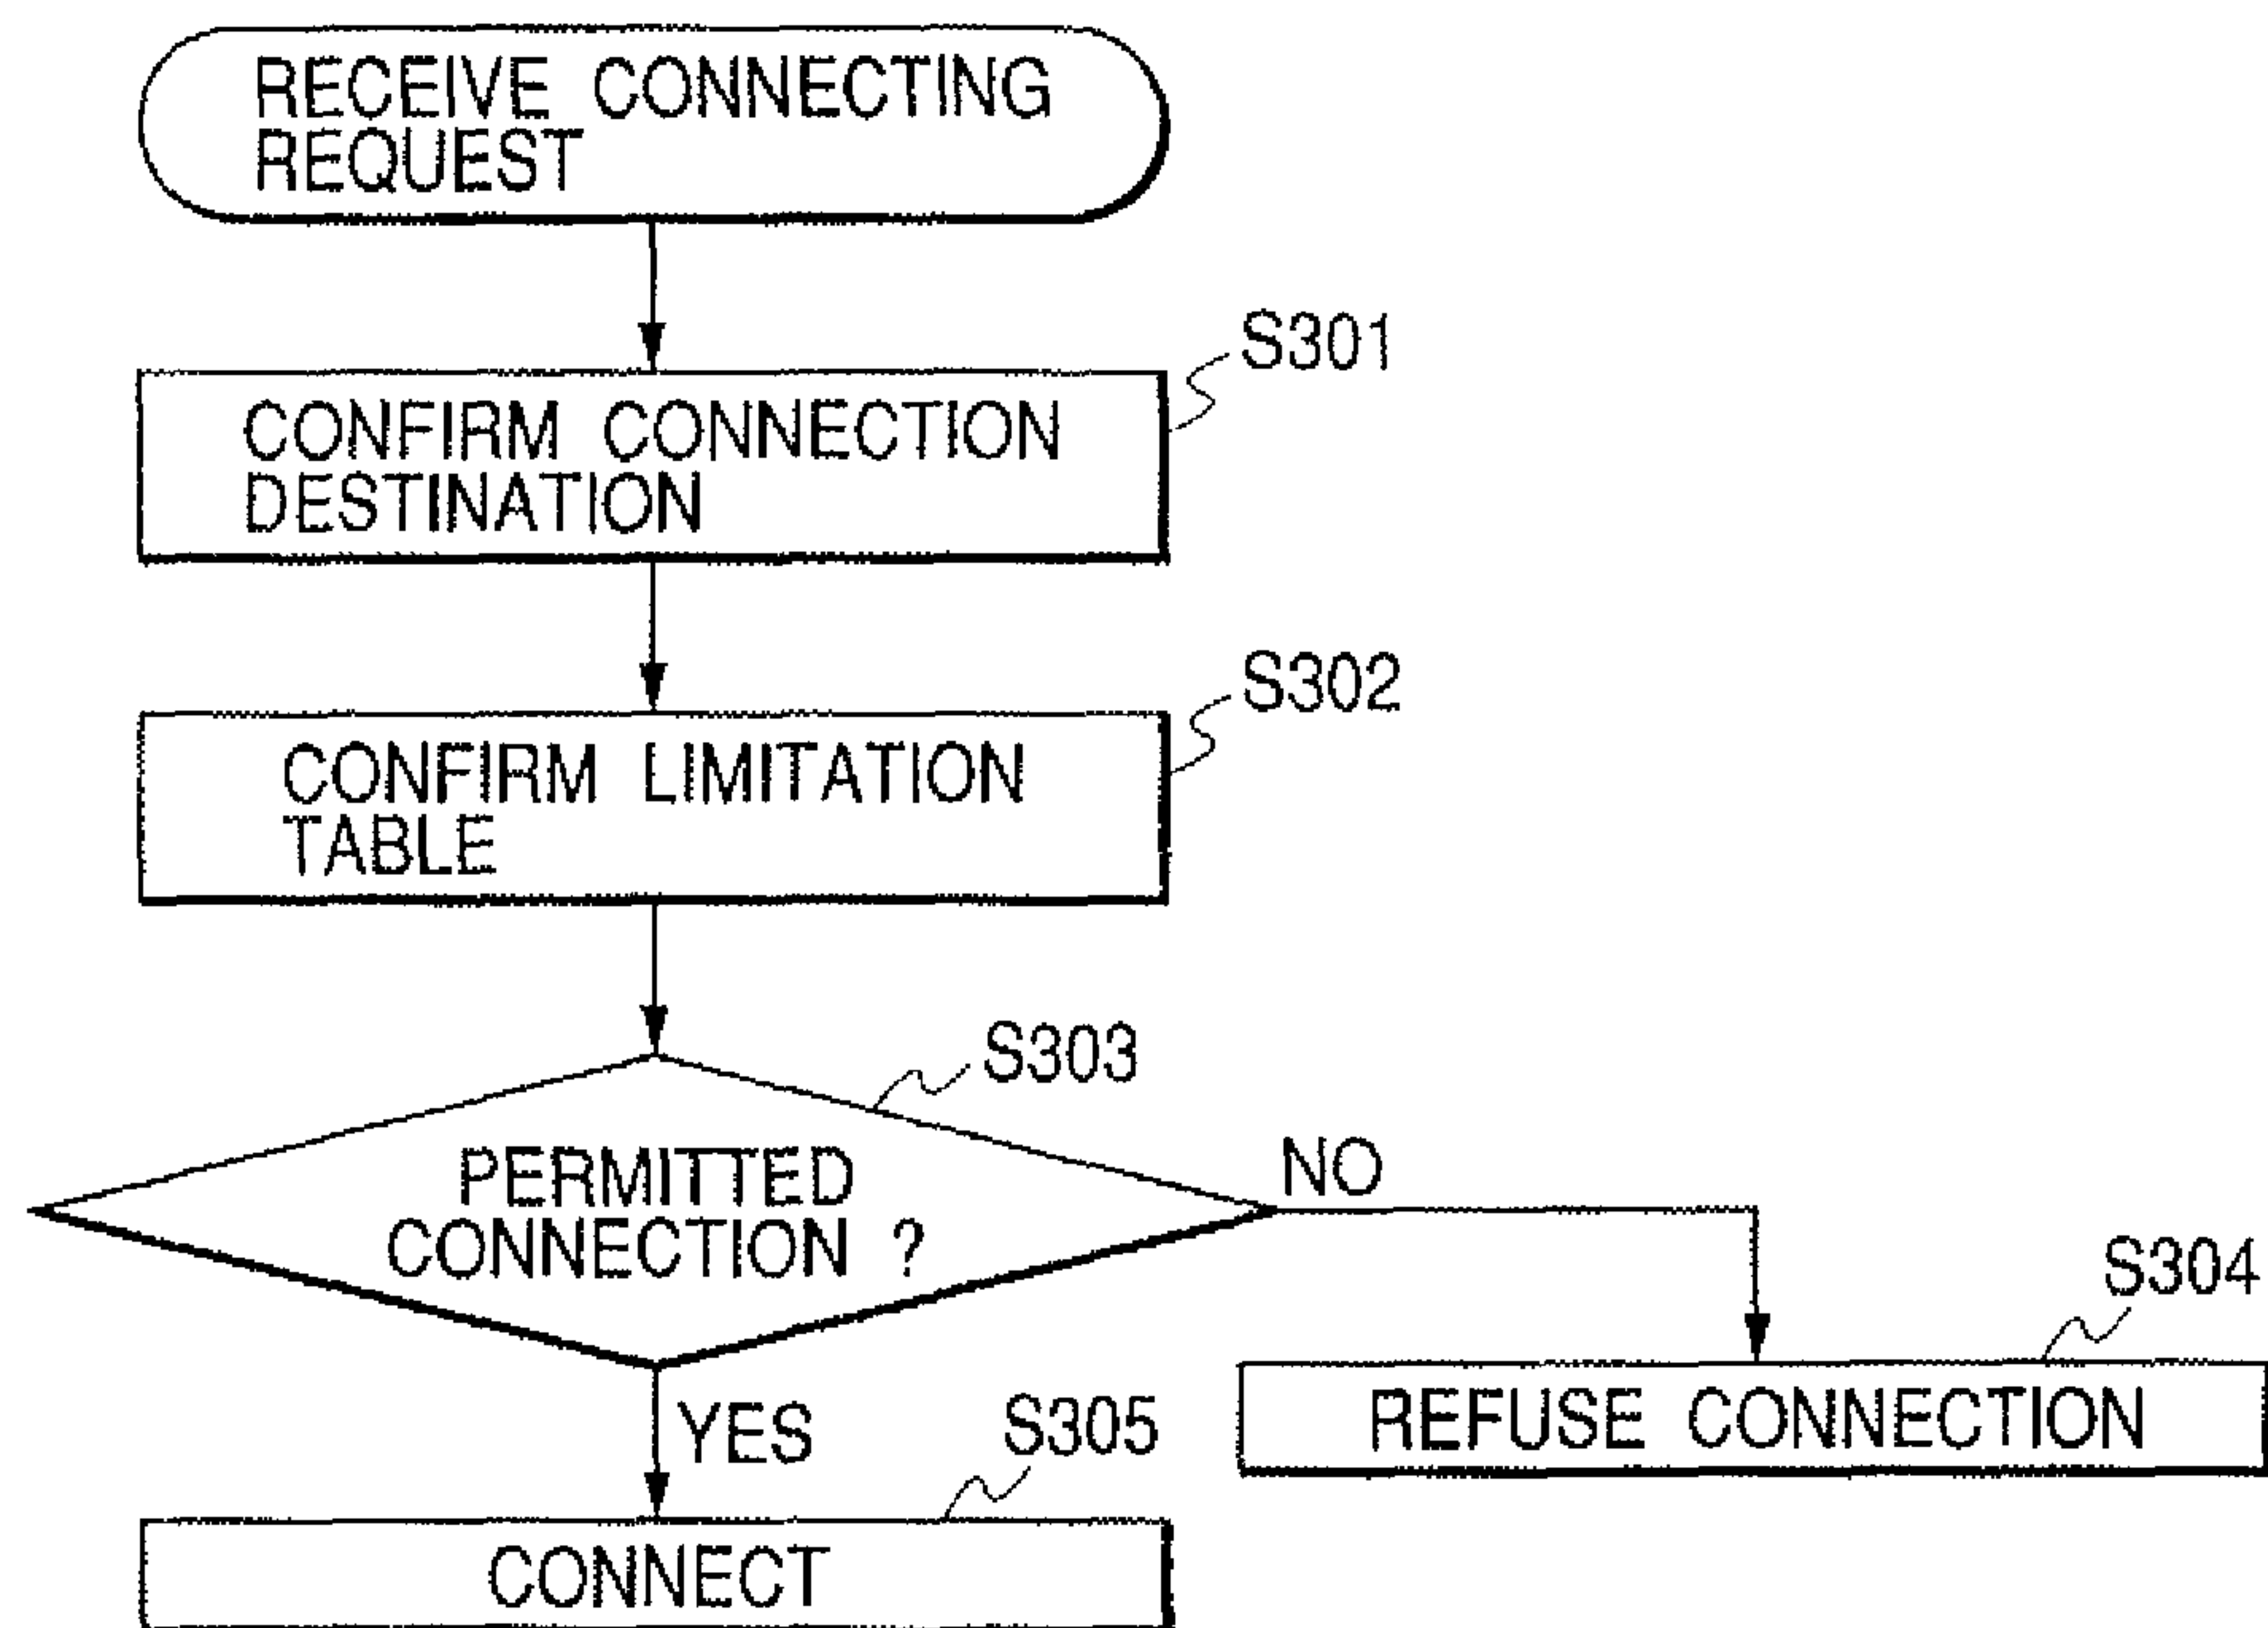 RECEIVE CONNECTING
REQUEST
S301
CONFIRM CONNECTION
DESTINATION
S302
CONFIRM LIMITATION
TABLE
S303
PERMITTED
CONNECTION ?
NO
S304
REFUSE CONNECTION
YES
S305
CONNECT